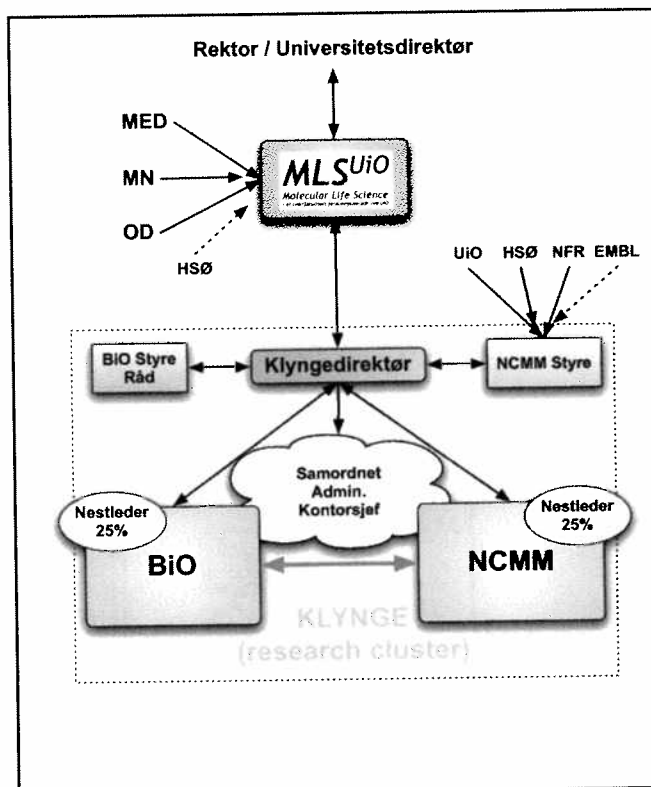 Rektor / Universitetsdirektør
MED
MN
OD
HSØ
MLS UiO
Molecular Life Science
UiO HSØ NFR EMBL
BiO Styre
Råd
Klyngedirektør
NCMM Styre
Samordnet
Admin.
Kontorsjef
Nestleder
25%
BiO
Nestleder
25%
NCMM
KLYNGE
(research cluster)